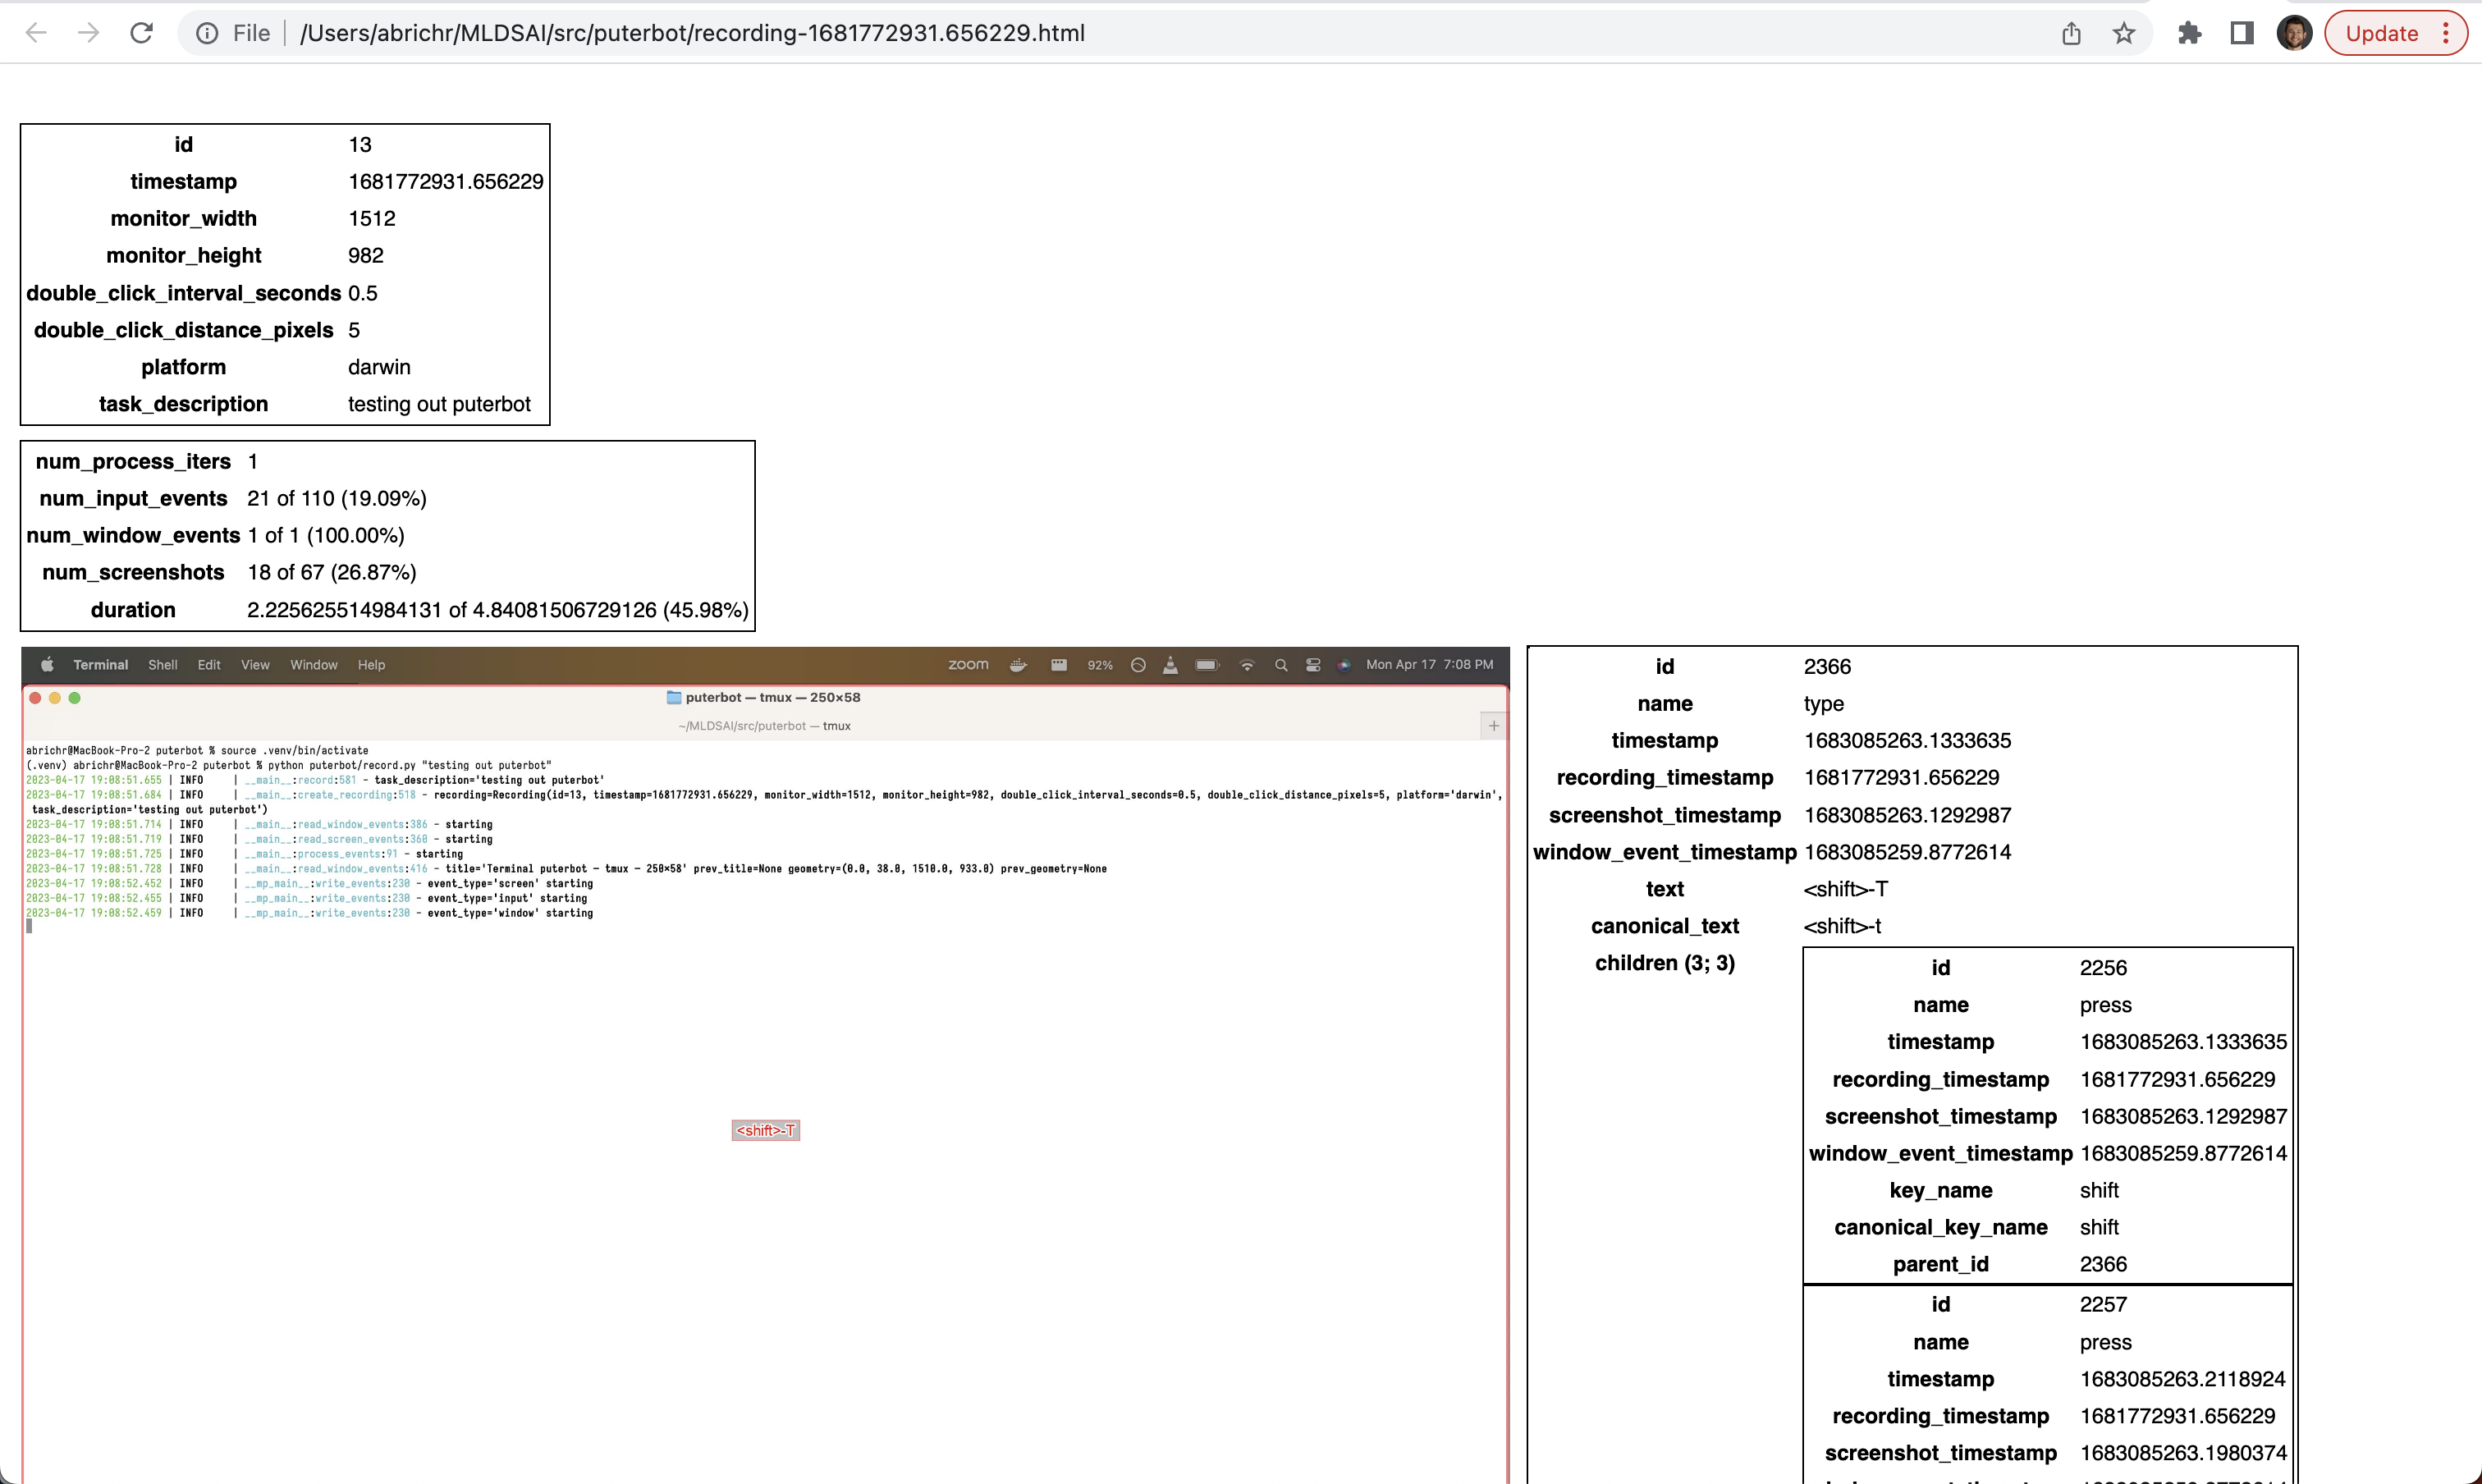 File /Users/abrichr/MLDSAI/src/puterbot/recording-1681772931.656229.html
Update
id 13
timestamp 1681772931.656229
monitor_width 1512
monitor_height 982
double_click_interval_seconds 0.5
double_click_distance_pixels 5
platform darwin
task_description testing out puterbot
num_process_iters 1
num_input_events 21 of 110 (19.09%)
num_window_events 1 of 1 (100.00%)
num_screenshots 18 of 67 (26.87%)
duration 2.225625514984131 of 4.84081506729126 (45.98%)
Terminal Shell Edit View Window Help zoom 92% Mon Apr 17 7:08 PM
puterbot — tmux — 250×58
~/MLDSAI/src/puterbot — tmux
abrichr@MacBook-Pro-2 puterbot % source .venv/bin/activate
(.venv) abrichr@MacBook-Pro-2 puterbot % python puterbot/record.py "testing out puterbot"
2023-04-17 19:08:51.655 | INFO     | __main__:record:581 - task_description='testing out puterbot'
2023-04-17 19:08:51.684 | INFO     | __main__:create_recording:518 - recording=Recording(id=13, timestamp=1681772931.656229, monitor_width=1512, monitor_height=982, double_click_interval_seconds=0.5, double_click_distance_pixels=5, platform='darwin',
task_description='testing out puterbot')
2023-04-17 19:08:51.714 | INFO     | __main__:read_window_events:386 - starting
2023-04-17 19:08:51.719 | INFO     | __main__:read_screen_events:360 - starting
2023-04-17 19:08:51.725 | INFO     | __main__:process_events:91 - starting
2023-04-17 19:08:51.728 | INFO     | __main__:read_window_events:416 - title='Terminal puterbot — tmux — 250×58' prev_title=None geometry=(0.0, 38.0, 1510.0, 933.0) prev_geometry=None
2023-04-17 19:08:52.452 | INFO     | __mp_main__:write_events:230 - event_type='screen' starting
2023-04-17 19:08:52.455 | INFO     | __mp_main__:write_events:230 - event_type='input' starting
2023-04-17 19:08:52.459 | INFO     | __mp_main__:write_events:230 - event_type='window' starting
<shift>-T
id 2366
name type
timestamp 1683085263.1333635
recording_timestamp 1681772931.656229
screenshot_timestamp 1683085263.1292987
window_event_timestamp 1683085259.8772614
text <shift>-T
canonical_text <shift>-t
children (3; 3)
id 2256
name press
timestamp 1683085263.1333635
recording_timestamp 1681772931.656229
screenshot_timestamp 1683085263.1292987
window_event_timestamp 1683085259.8772614
key_name shift
canonical_key_name shift
parent_id 2366
id 2257
name press
timestamp 1683085263.2118924
recording_timestamp 1681772931.656229
screenshot_timestamp 1683085263.1980374